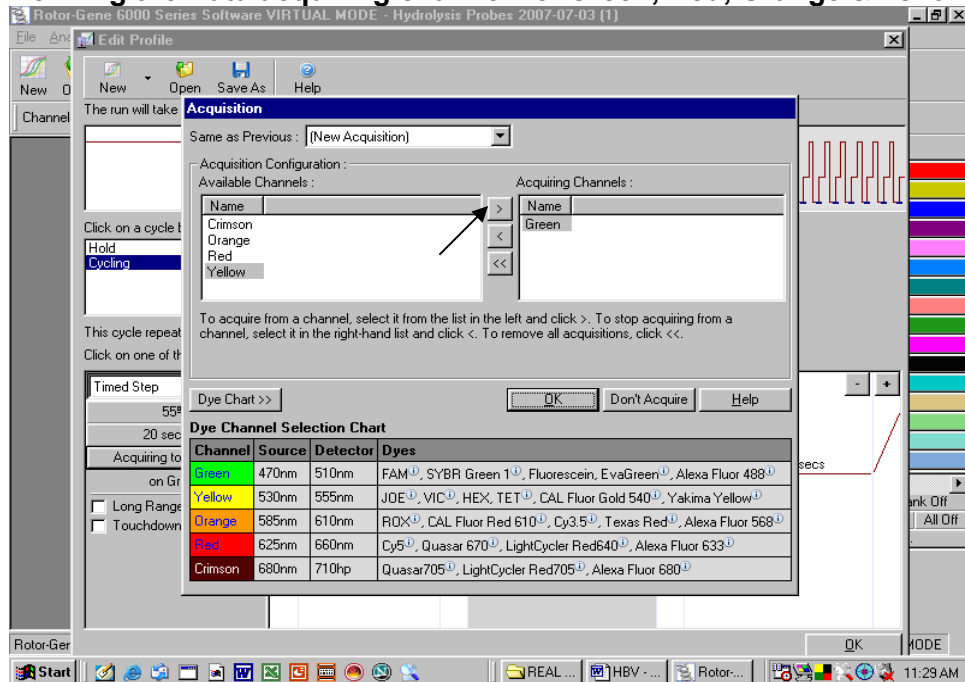 Rotor-Gene 6000 Series Software VIRTUAL MODE - Hydrolysis Probes 2007-07-03 (1)
File Ana
Edit Profile
New
New Open Save As Help
Channel
The run will take
Acquisition
Same as Previous : (New Acquisition)
Acquisition Configuration :
Available Channels : Acquiring Channels :
Name > Name
Crimson Green
Orange <
Red
Yellow <<
Click on a cycle
Hold
Cycling
To acquire from a channel, select it from the list in the left and click >. To stop acquiring from a
channel, select it in the right-hand list and click <. To remove all acquisitions, click <<.
This cycle repeat
Click on one of th
Timed Step - +
Dye Chart >> OK Don't Acquire Help
55º
20 sec
Acquiring to
on Gr
Long Range
Touchdown
secs
Dye Channel Selection Chart
Channel Source Detector Dyes
Green 470nm 510nm FAM, SYBR Green 1, Fluorescein, EvaGreen, Alexa Fluor 488
Yellow 530nm 555nm JOE, VIC, HEX, TET, CAL Fluor Gold 540, Yakima Yellow
Orange 585nm 610nm ROX, CAL Fluor Red 610, Cy3.5, Texas Red, Alexa Fluor 568
Red 625nm 660nm Cy5, Quasar 670, LightCycler Red640, Alexa Fluor 633
Crimson 680nm 710hp Quasar705, LightCycler Red705, Alexa Fluor 680
ank Off
All Off
Rotor-Ger OK MODE
Start REAL ... HBV - ... Rotor-... 11:29 AM